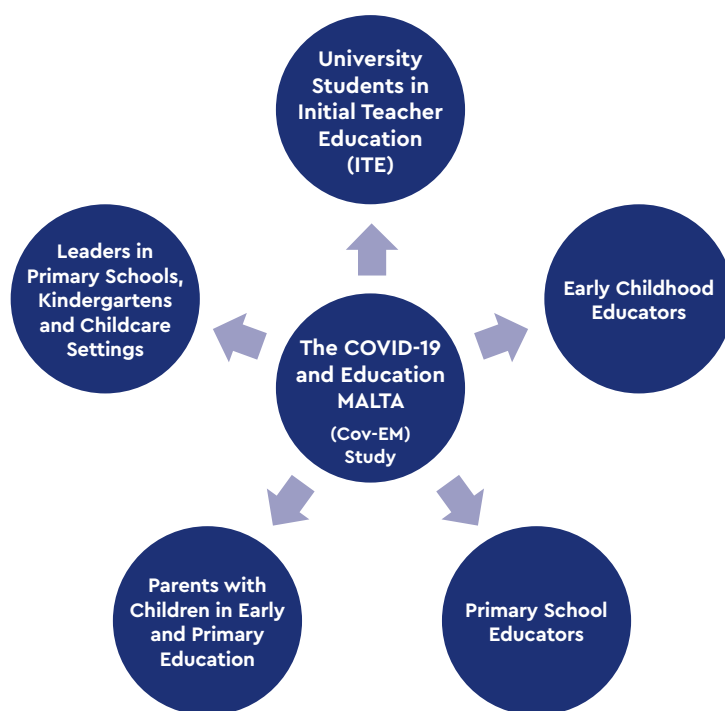 University
Students in
Initial Teacher
Education
(ITE)
Leaders in
Primary Schools,
Kindergartens
and Childcare
Settings
Early Childhood
Educators
The COVID-19
and Education
MALTA
(Cov-EM)
Study
Parents with
Children in Early
and Primary
Education
Primary School
Educators